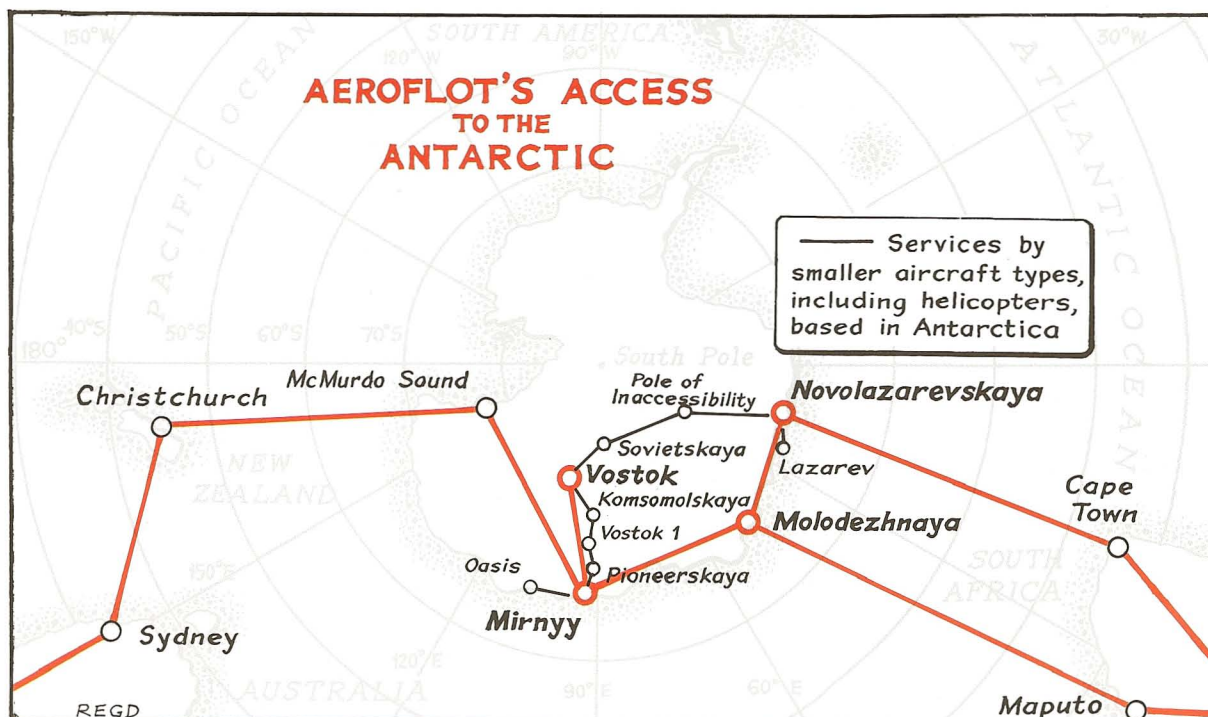 150°W
PACIFIC OCEAN
120°W
SOUTH AMERICA
90°W
30°W
ATLANTIC OCEAN
AEROFLOT'S ACCESS
TO THE
ANTARCTIC
Services by
smaller aircraft types,
including helicopters,
based in Antarctica
180°
40°S
50°S
60°S
70°S
South Pole
McMurdo Sound
Christchurch
Pole of
Inaccessibility
Novolazarevskaya
NEW
ZEALAND
Sovietskaya
Lazarev
Vostok
Komsomolskaya
Cape
Town
Vostok 1
Molodezhnaya
Oasis
Pioneerskaya
150°E
SOUTH
AFRICA
Mirnyy
Sydney
120°E
AUSTRALIA
90°E
60°E
Maputo
REGD